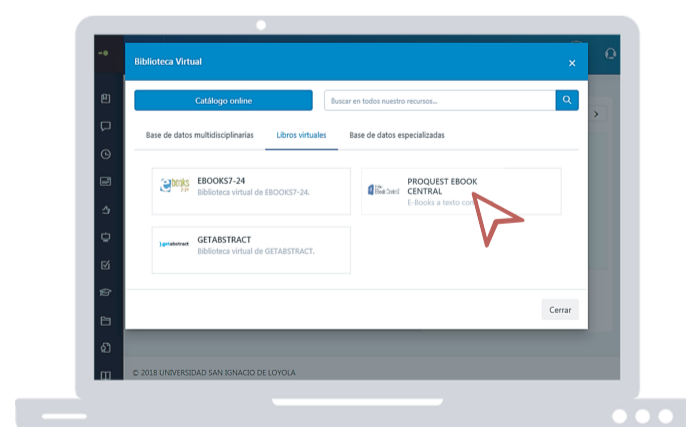 Biblioteca Virtual
Catálogo online
Buscar en todos nuestro recursos...
Base de datos multidisciplinarias
Libros virtuales
Base de datos especializadas
EBOOKS7-24
Biblioteca virtual de EBOOKS7-24.
PROQUEST EBOOK
CENTRAL
E-Books a texto
getabstract
GETABSTRACT
Biblioteca virtual de GETABSTRACT.
Cerrar
© 2018 UNIVERSIDAD SAN IGNACIO DE LOYOLA